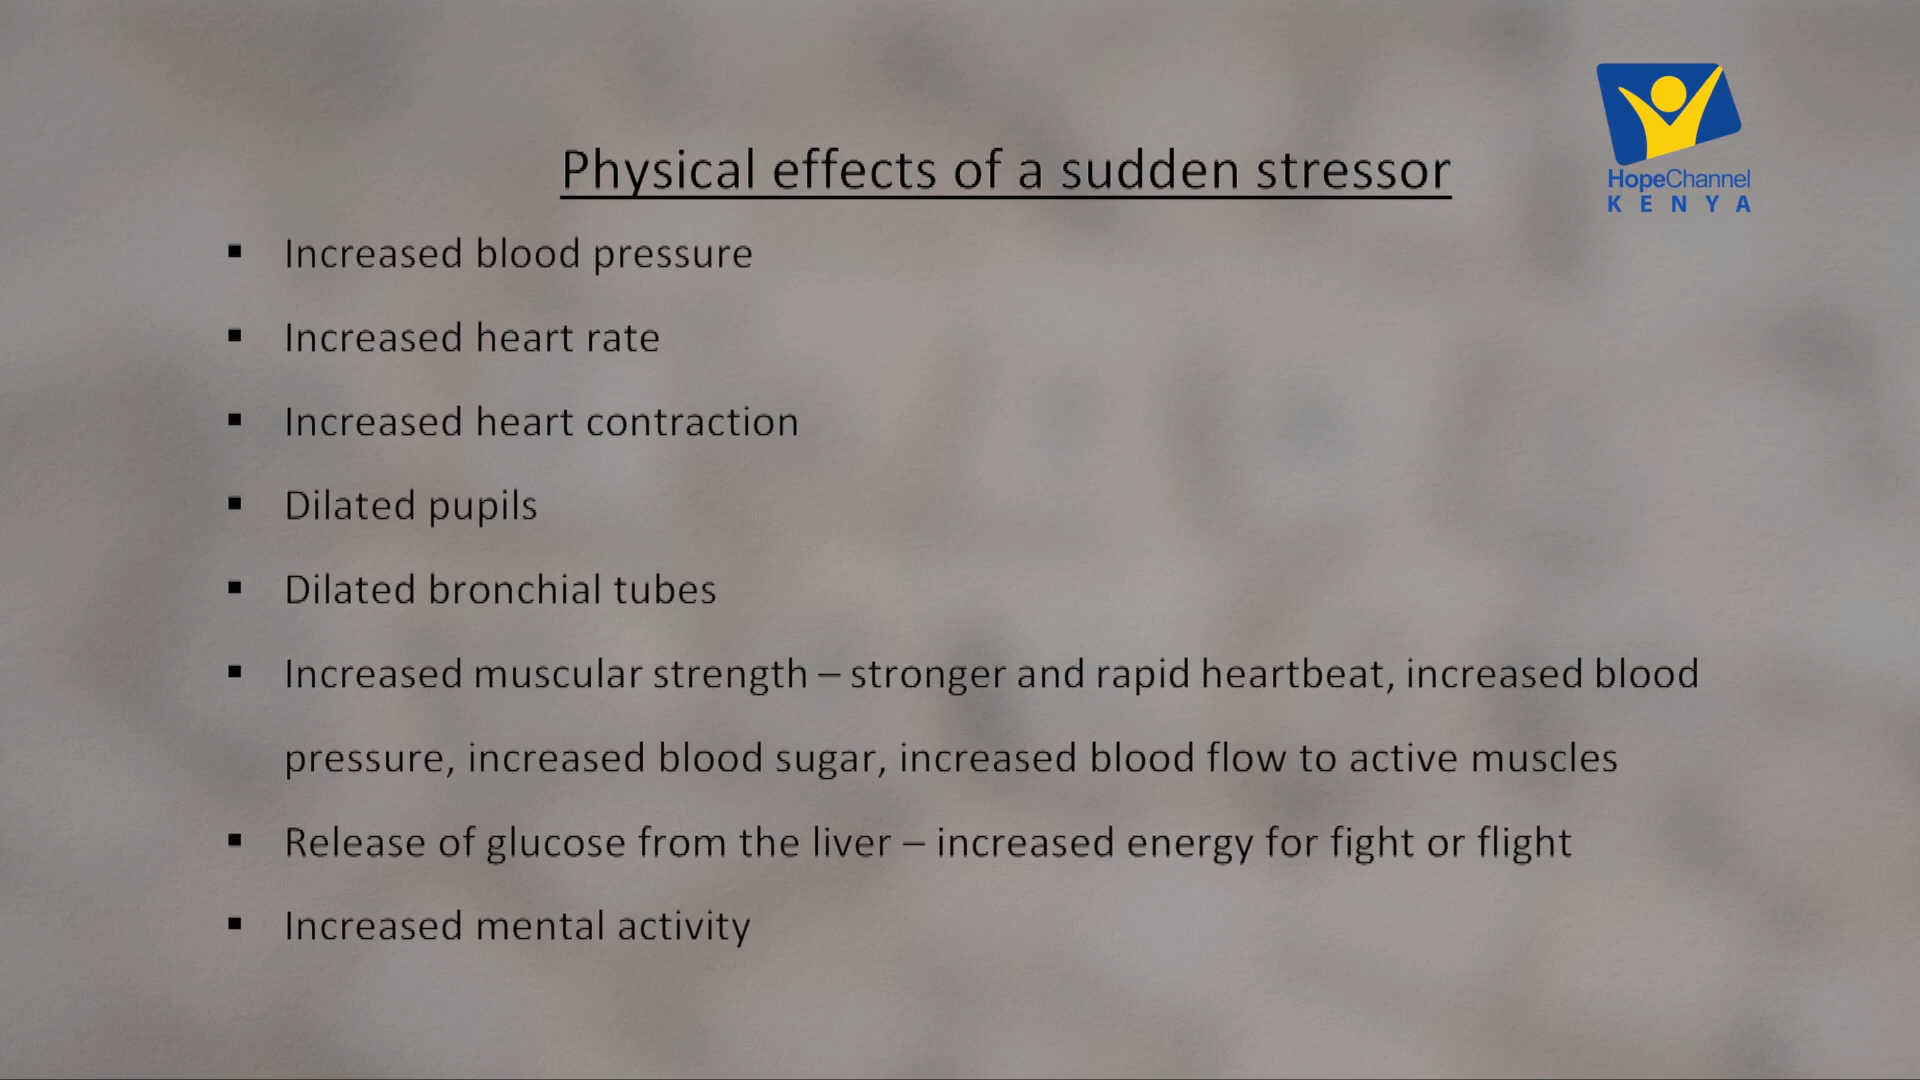 HopeChannel
KENYA
Physical effects of a sudden stressor
▪ Increased blood pressure
▪ Increased heart rate
▪ Increased heart contraction
▪ Dilated pupils
▪ Dilated bronchial tubes
▪ Increased muscular strength – stronger and rapid heartbeat, increased blood
pressure, increased blood sugar, increased blood flow to active muscles
▪ Release of glucose from the liver – increased energy for fight or flight
▪ Increased mental activity